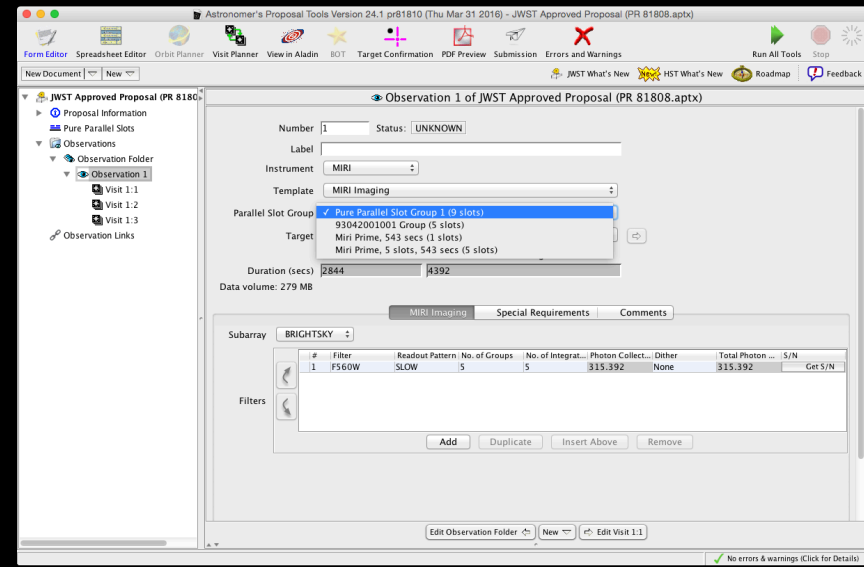 Astronomer's Proposal Tools Version 24.1 pr81810 (Thu Mar 31 2016) - JWST Approved Proposal (PR 81808.aptx)
Form Editor Spreadsheet Editor Orbit Planner Visit Planner View in Aladin BOT Target Confirmation PDF Preview Submission Errors and Warnings Run All Tools Stop
New Document New JWST What's New New HST What's New Roadmap Feedback
JWST Approved Proposal (PR 8180
Proposal Information
Pure Parallel Slots
Observations
Observation Folder
Observation 1
Visit 1:1
Visit 1:2
Visit 1:3
Observation Links
Observation 1 of JWST Approved Proposal (PR 81808.aptx)
Number 1 Status: UNKNOWN
Label
Instrument MIRI
Template MIRI Imaging
Parallel Slot Group ✓ Pure Parallel Slot Group 1 (9 slots)
93042001001 Group (5 slots)
Target Miri Prime, 543 secs (1 slots)
Miri Prime, 5 slots, 543 secs (5 slots)
Duration (secs) 2844 4392
Data volume: 279 MB
MIRI Imaging Special Requirements Comments
Subarray BRIGHTSKY
# Filter Readout Pattern No. of Groups No. of Integrat... Photon Collect... Dither Total Photon ... S/N
1 F560W SLOW 5 5 315.392 None 315.392 Get S/N
Filters
Add Duplicate Insert Above Remove
Edit Observation Folder New Edit Visit 1:1
No errors & warnings (Click for Details)